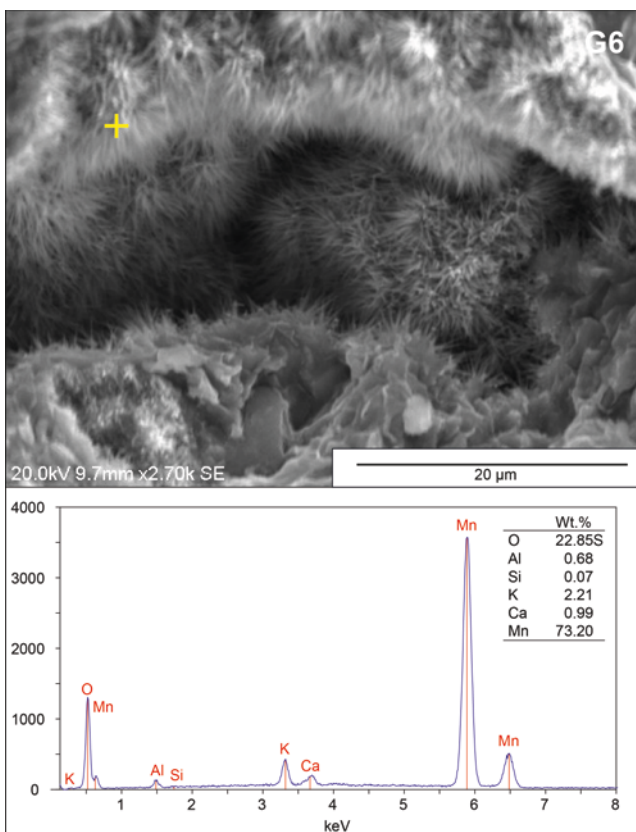 G6
20.0kV 9.7mm x2.70k SE
20 µm
4000
3000
2000
1000
0
K
O
Mn
Al
Si
K
Ca
Mn
Mn
Wt.%
O 22.85S
Al 0.68
Si 0.07
K 2.21
Ca 0.99
Mn 73.20
1 2 3 4 5 6 7 8
keV